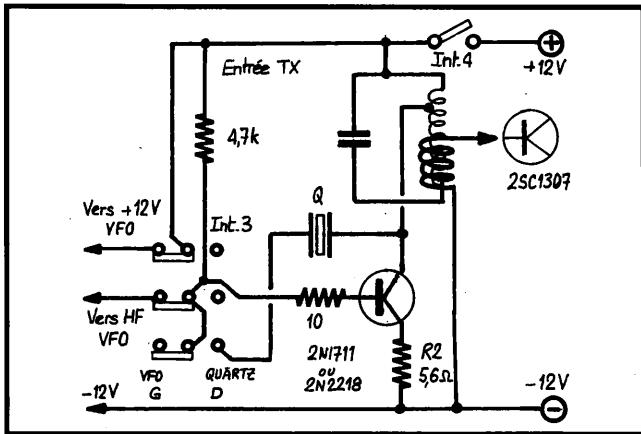 Int.4
+
+12V
Entrée TX
4,7k
2SC1307
Vers +12V
VFO
Int.3
Q
Vers HF
VFO
10
2N1711
ou
2N2218
R2
5,6Ω
VFO
G
QUARTZ
D
-12V
-12V
-